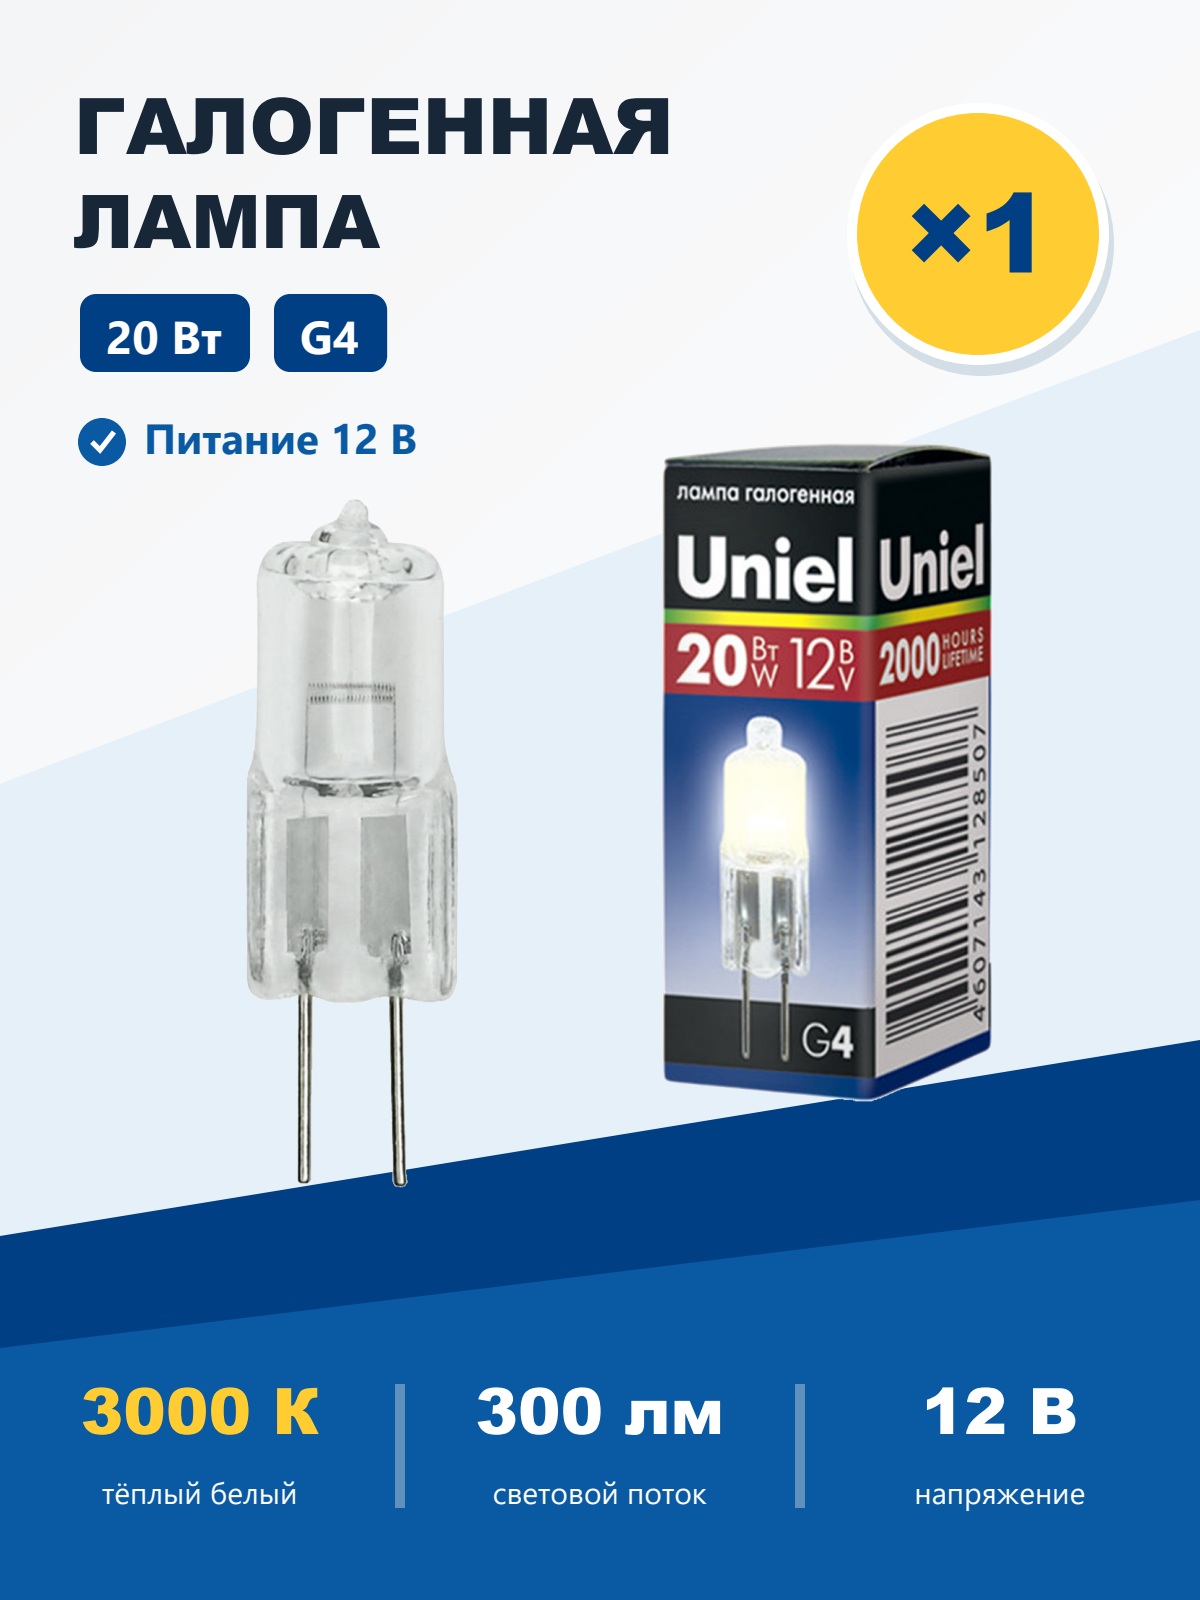 ГАЛОГЕННАЯ
ЛАМПА
×1
20 Вт
G4
Питание 12 В
лампа галогенная
Uniel
20 Вт W 12 В V
G4
Uniel
2000 HOURS LIFETIME
4607143128507
3000 К
тёплый белый
300 лм
световой поток
12 В
напряжение